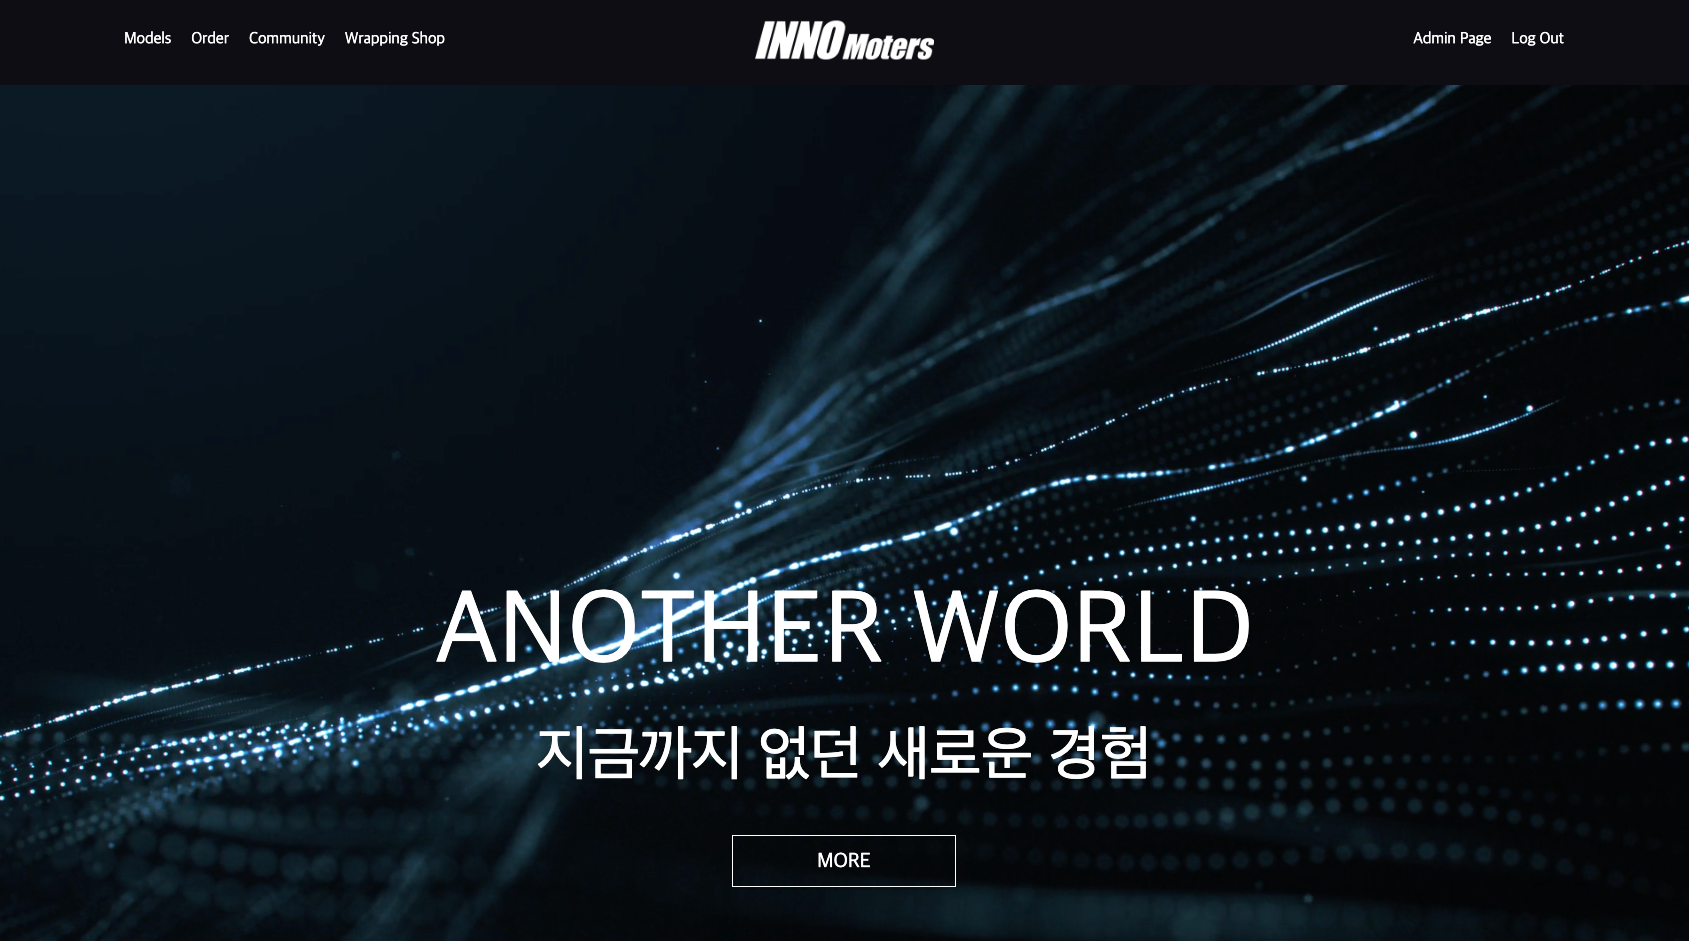 Models
Order
Community
Wrapping Shop
INNO Moters
Admin Page
Log Out
ANOTHER WORLD
지금까지 없던 새로운 경험
MORE